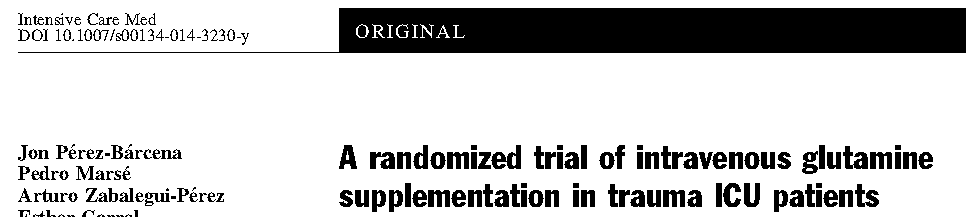 Intensive Care Med
DOI 10.1007/s00134-014-3230-y
ORIGINAL
Jon Pérez-Bárcena
Pedro Marsé
Arturo Zabalegui-Pérez
A randomized trial of intravenous glutamine
supplementation in trauma ICU patients